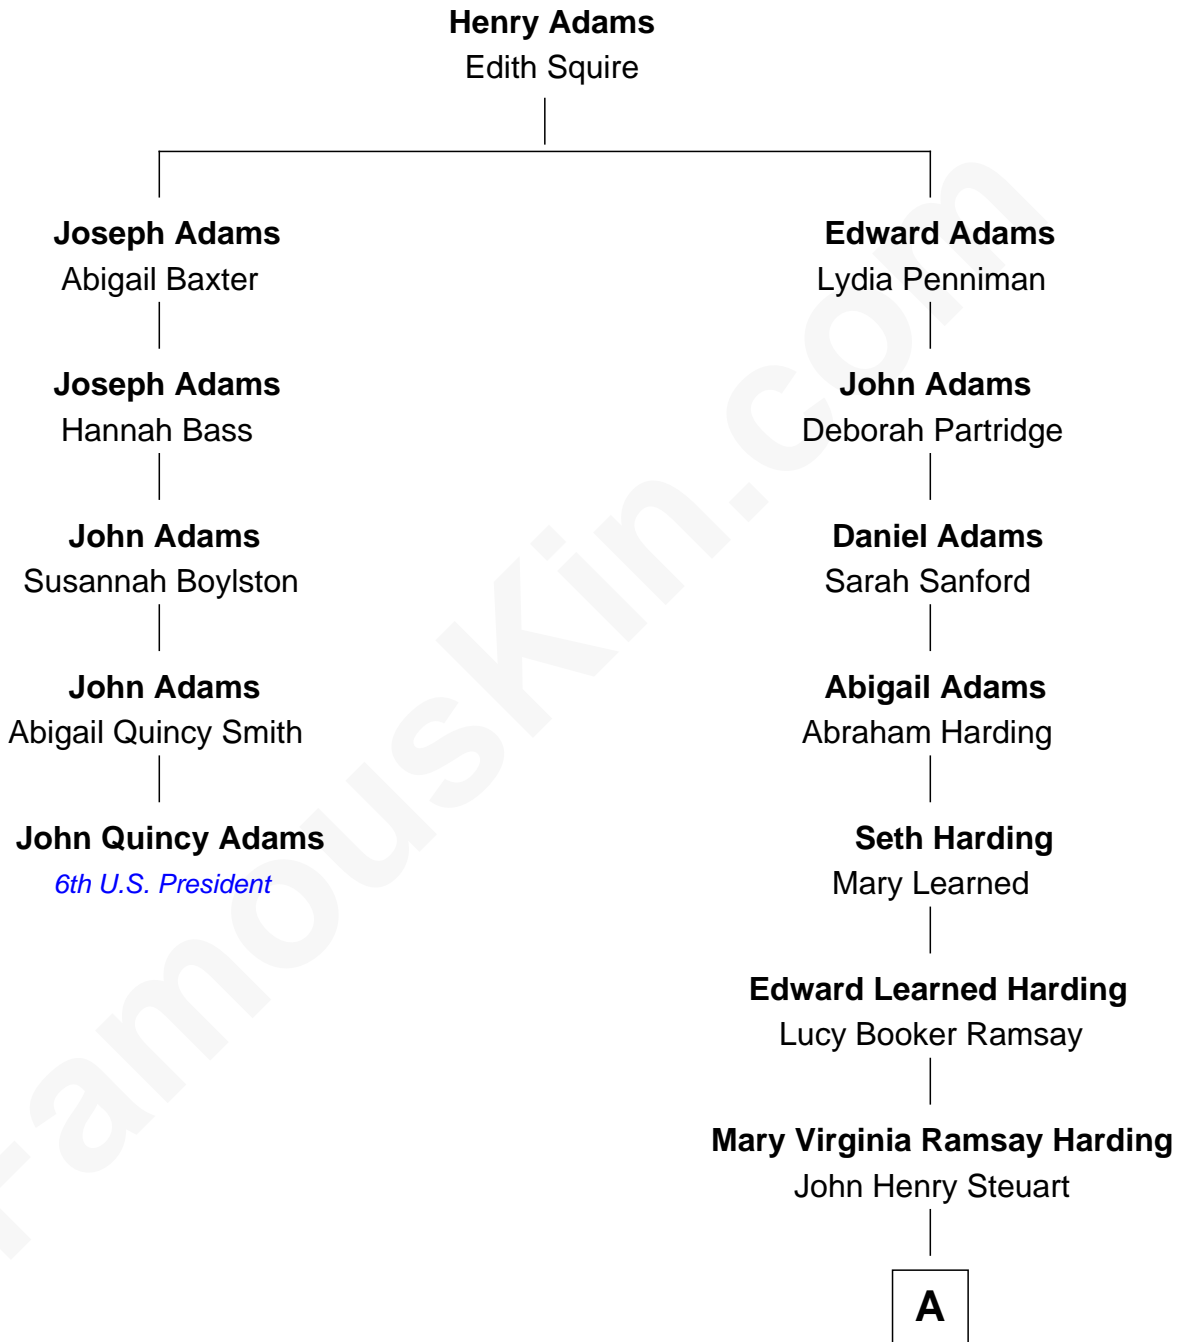 Henry Adams
Edith Squire
Joseph Adams
Abigail Baxter
Edward Adams
Lydia Penniman
Joseph Adams
Hannah Bass
John Adams
Deborah Partridge
John Adams
Susannah Boylston
Daniel Adams
Sarah Sanford
John Adams
Abigail Quincy Smith
Abigail Adams
Abraham Harding
John Quincy Adams
6th U.S. President
Seth Harding
Mary Learned
Edward Learned Harding
Lucy Booker Ramsay
Mary Virginia Ramsay Harding
John Henry Steuart
A
FamousKin.com